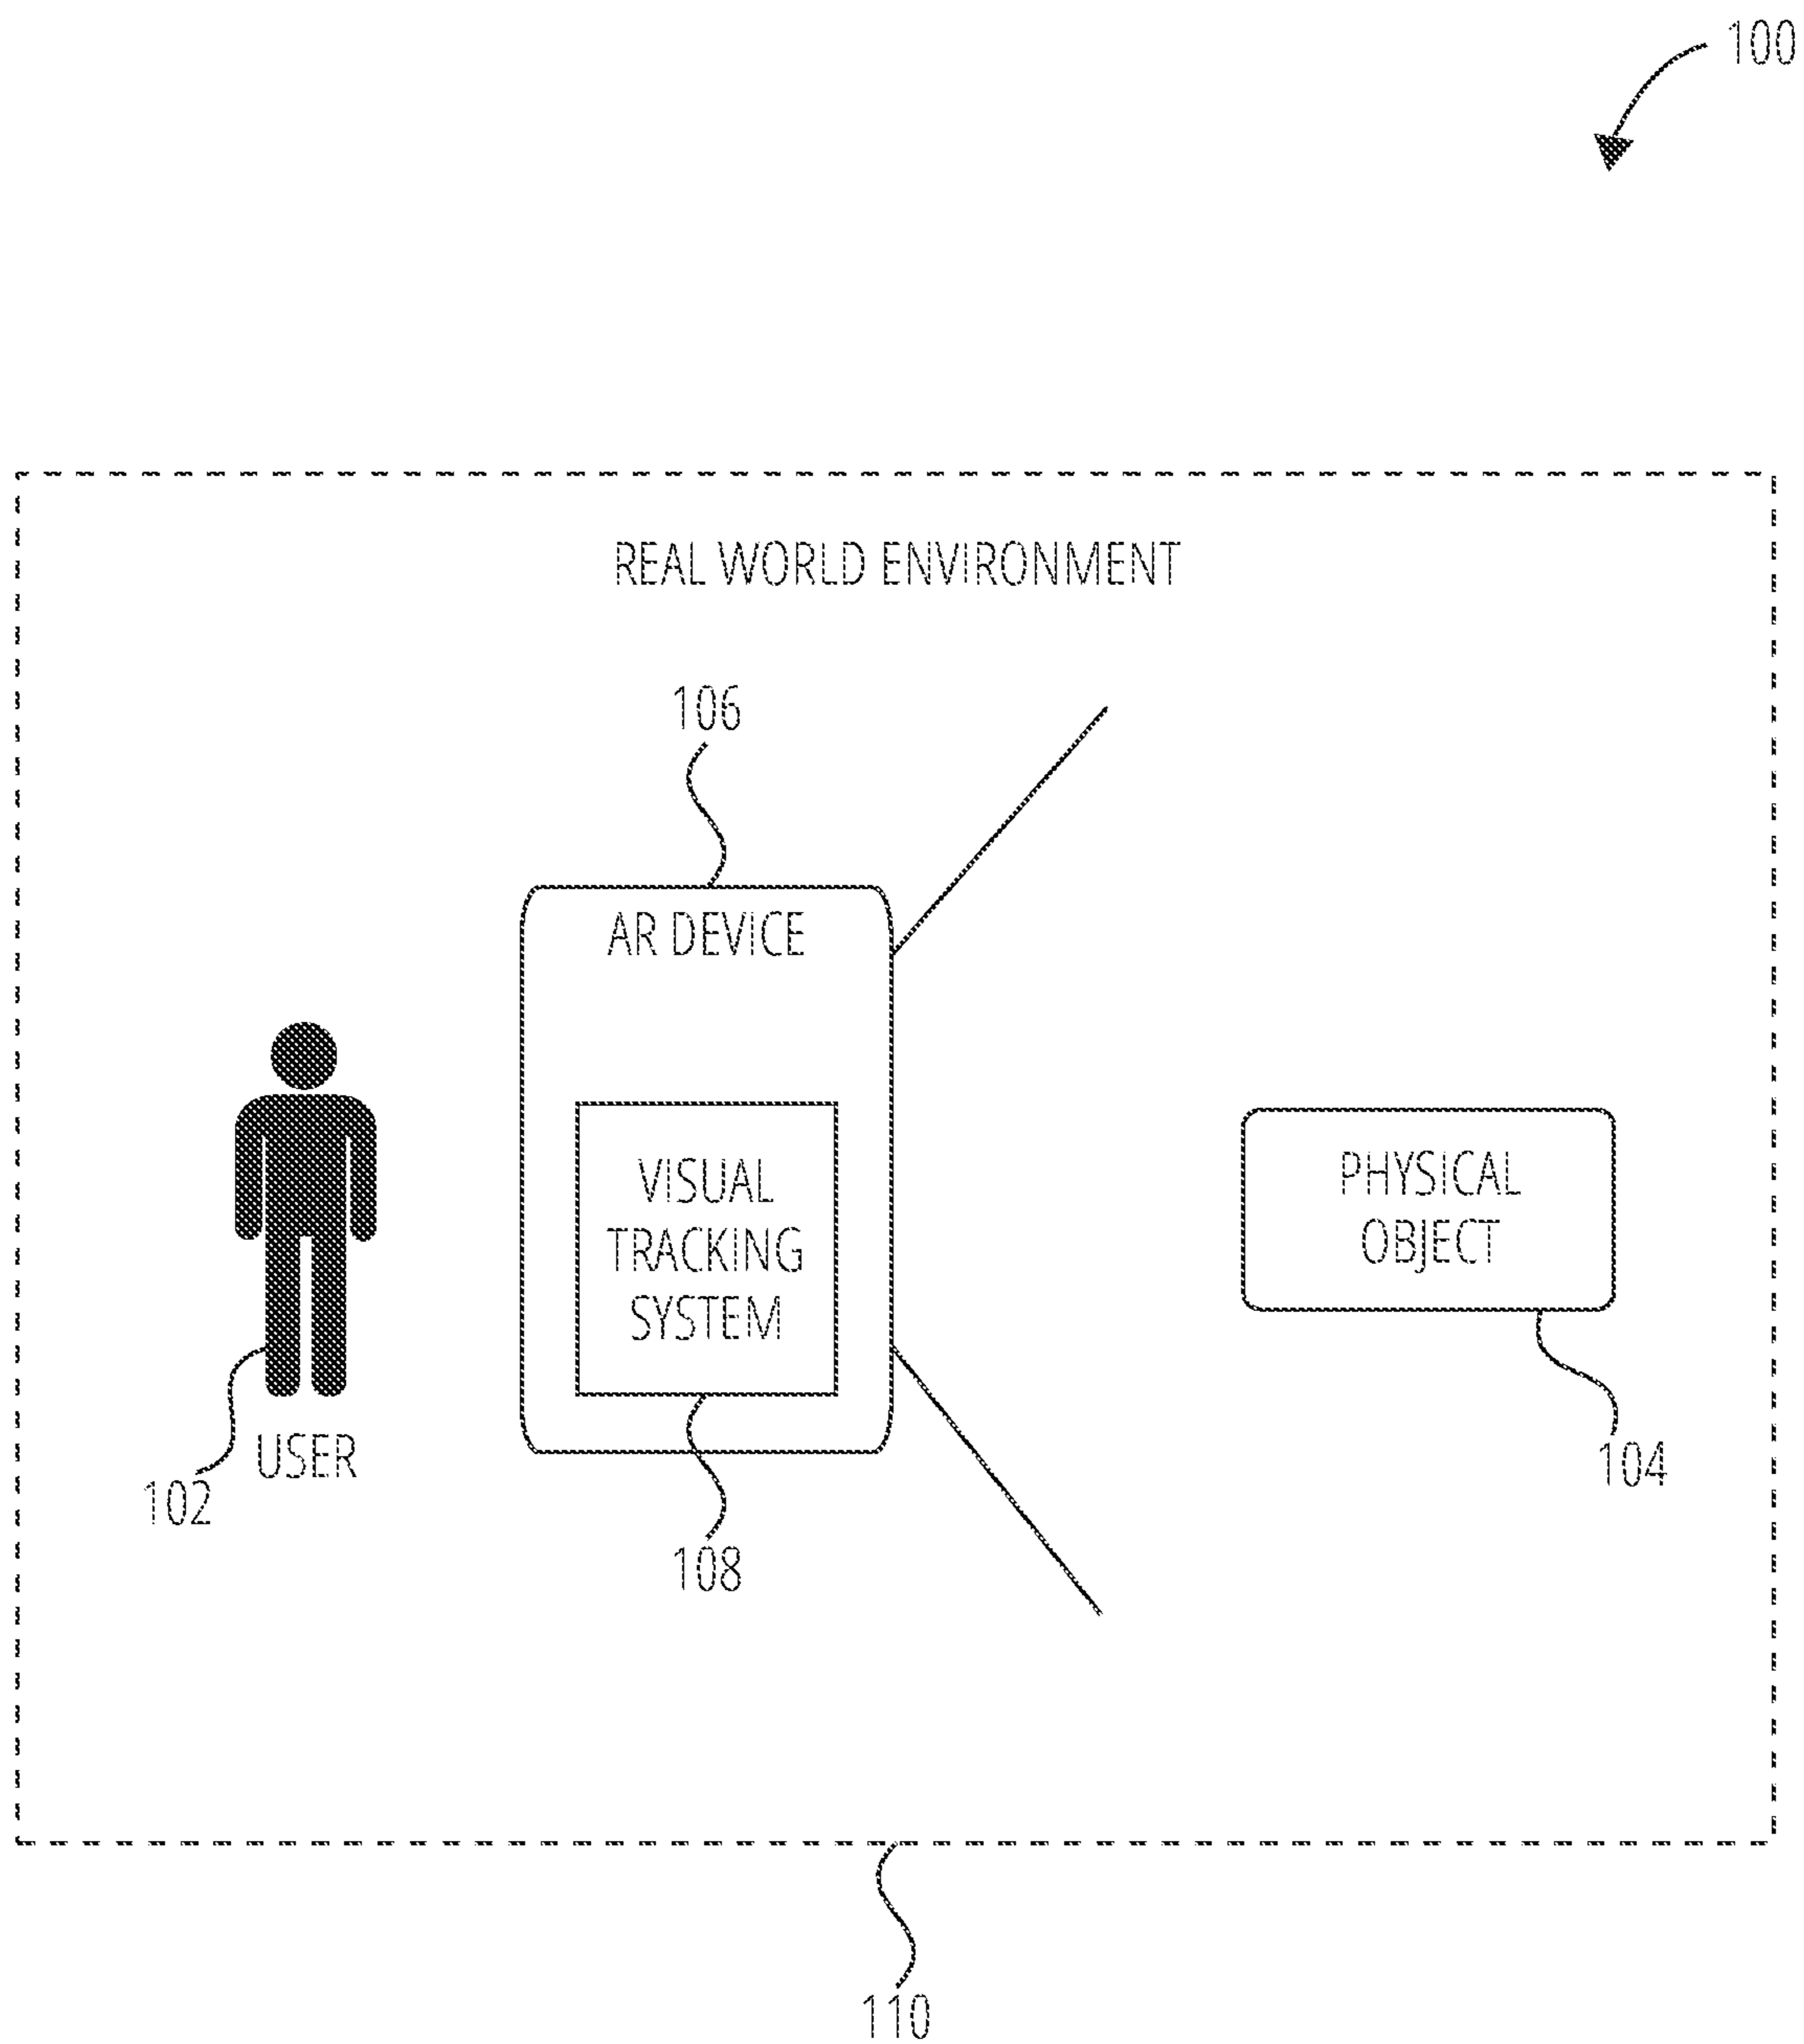 100
REAL WORLD ENVIRONMENT
106
AR DEVICE
VISUAL
TRACKING
SYSTEM
PHYSICAL
OBJECT
USER
102
104
108
110